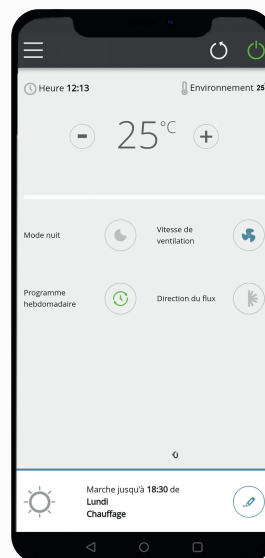 Heure 12:13
Environnement 25
25°C
Mode nuit
Vitesse de
ventilation
Programme
hebdomadaire
Direction du flux
Marche jusqu'à 18:30 de
Lundi
Chauffage